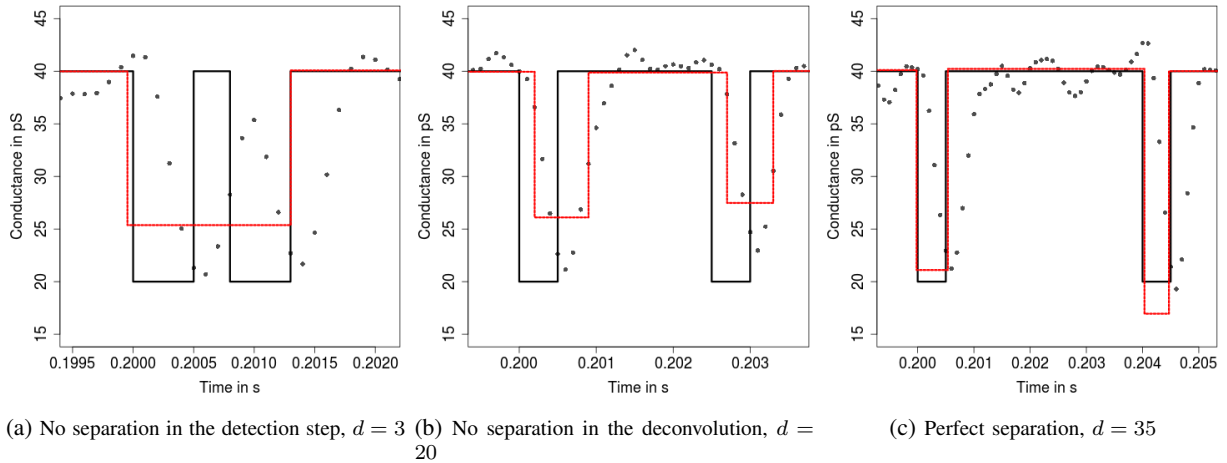 45
40
35
30
25
20
15
Conductance in pS
0.1995 0.2000 0.2005 0.2010 0.2015 0.2020
Time in s
(a) No separation in the detection step, d = 3
45
40
35
30
25
20
15
Conductance in pS
0.200 0.201 0.202 0.203
Time in s
(b) No separation in the deconvolution, d =
20
45
40
35
30
25
20
15
Conductance in pS
0.200 0.201 0.202 0.203 0.204 0.205
Time in s
(c) Perfect separation, d = 35